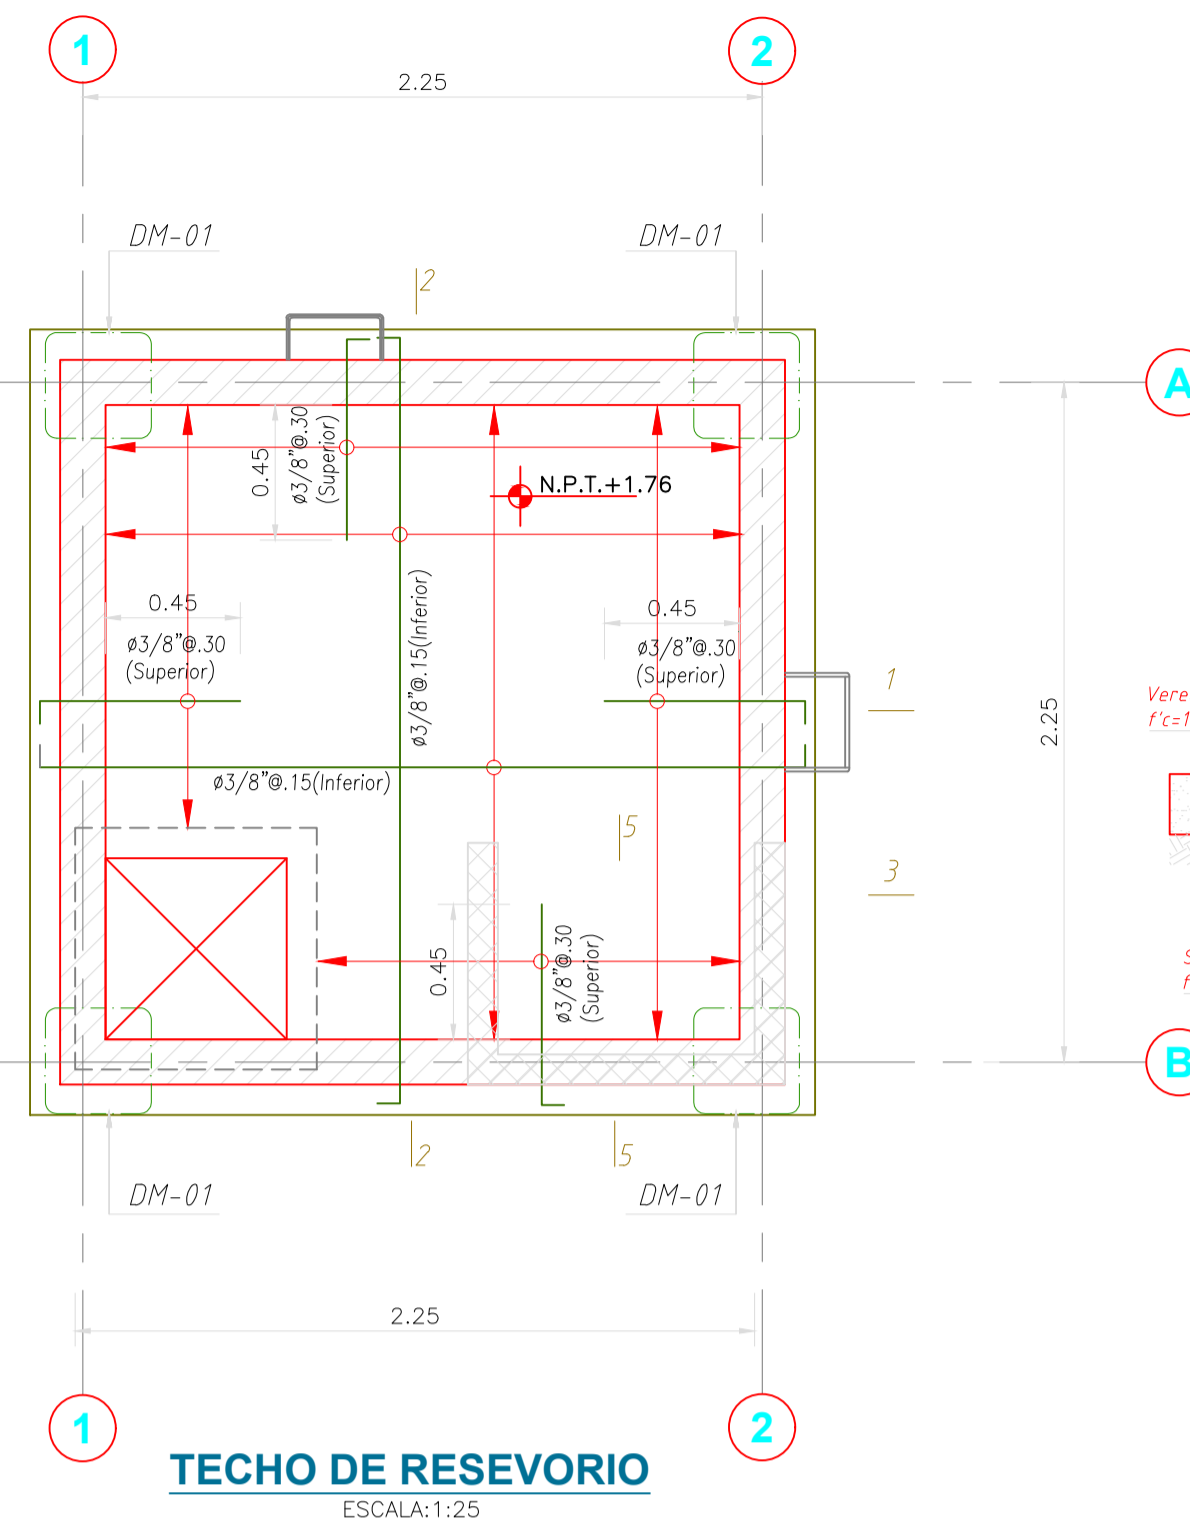 1
2
2.25
DM-01
DM-01
2
A
ø3/8"@.30
(Superior)
0.45
N.P.T.+1.76
0.45
ø3/8"@.30
(Superior)
ø3/8"@.15(Inferior)
0.45
ø3/8"@.30
(Superior)
1
2.25
ø3/8"@.15(Inferior)
5
3
0.45
ø3/8"@.30
(Superior)
B
2
5
DM-01
DM-01
2.25
1
2
TECHO DE RESEVORIO
ESCALA:1:25